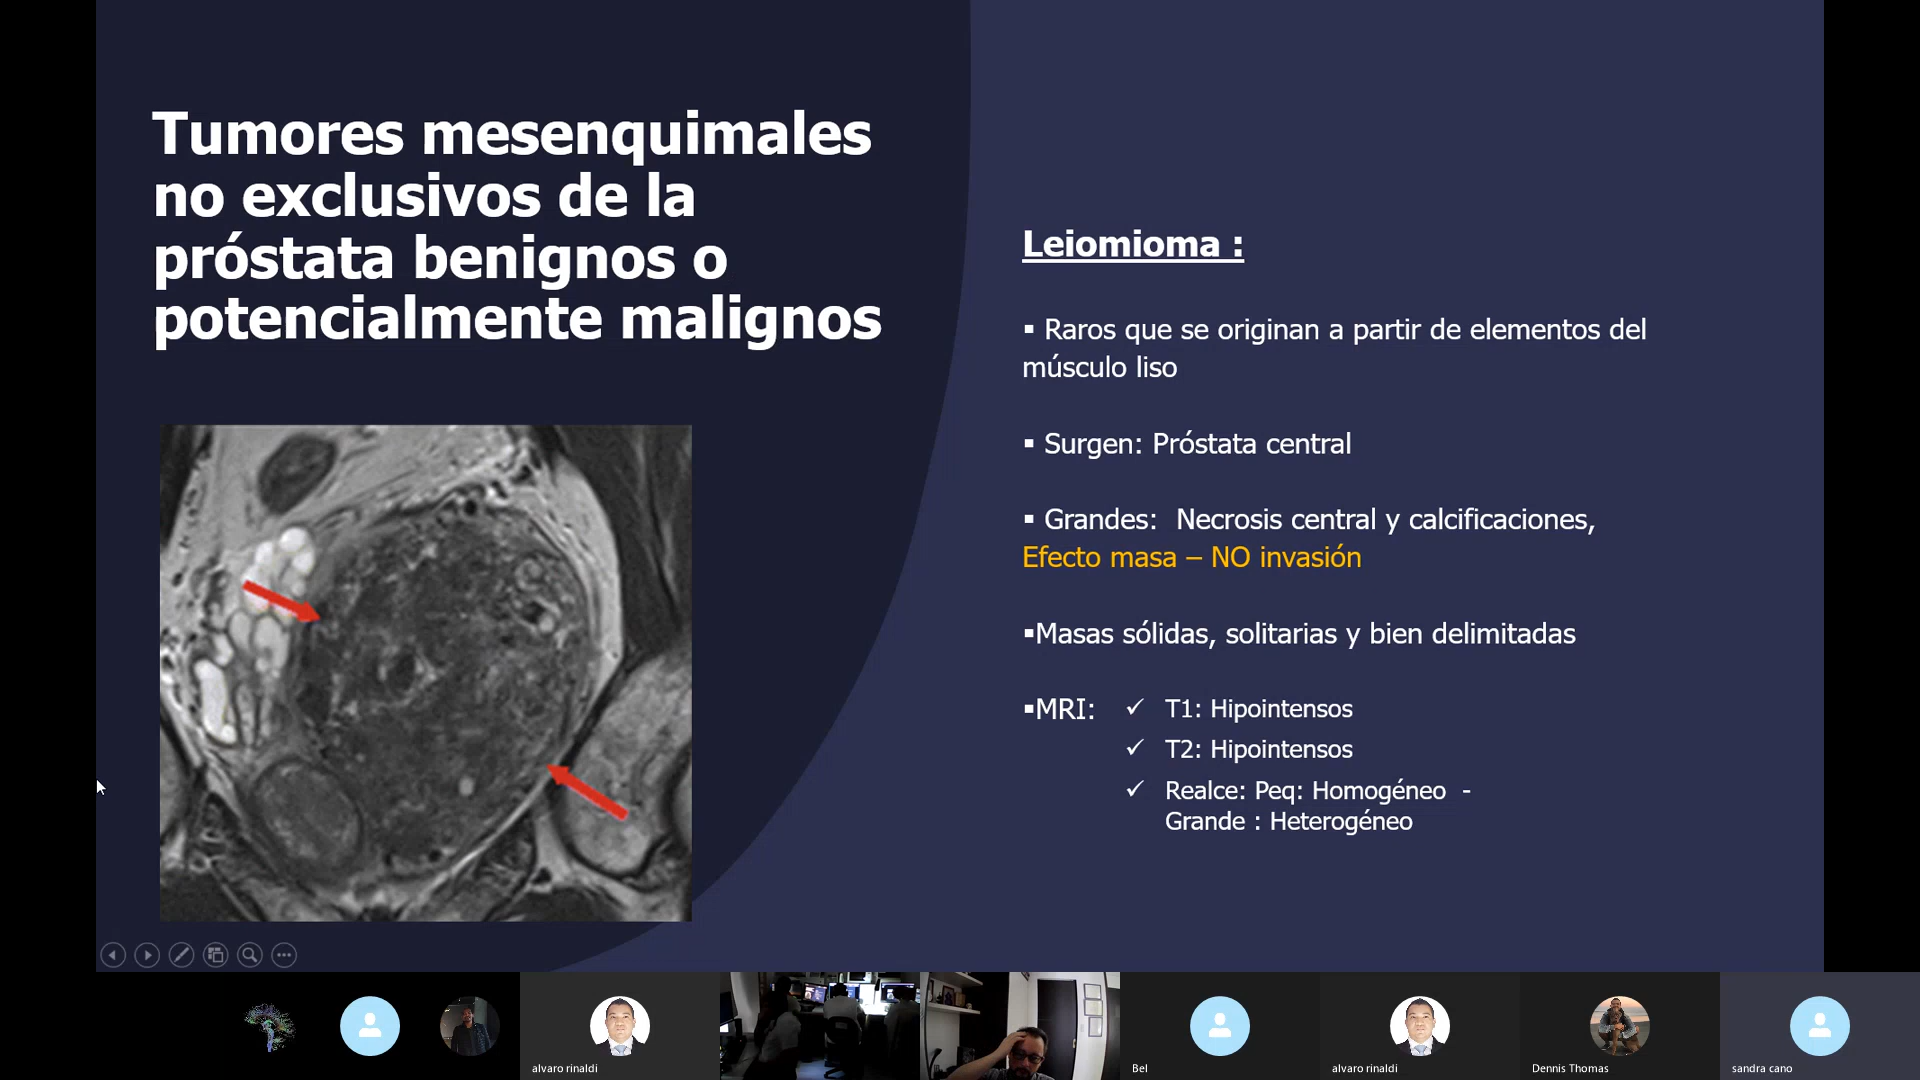 Tumores mesenquimales
no exclusivos de la
próstata benignos o
potencialmente malignos
Leiomioma :
▪ Raros que se originan a partir de elementos del
músculo liso
▪ Surgen: Próstata central
▪ Grandes: Necrosis central y calcificaciones,
Efecto masa – NO invasión
▪Masas sólidas, solitarias y bien delimitadas
▪MRI: ✓ T1: Hipointensos
✓ T2: Hipointensos
✓ Realce: Peq: Homogéneo -
Grande : Heterogéneo
alvaro rinaldi
Bel
alvaro rinaldi
Dennis Thomas
sandra cano